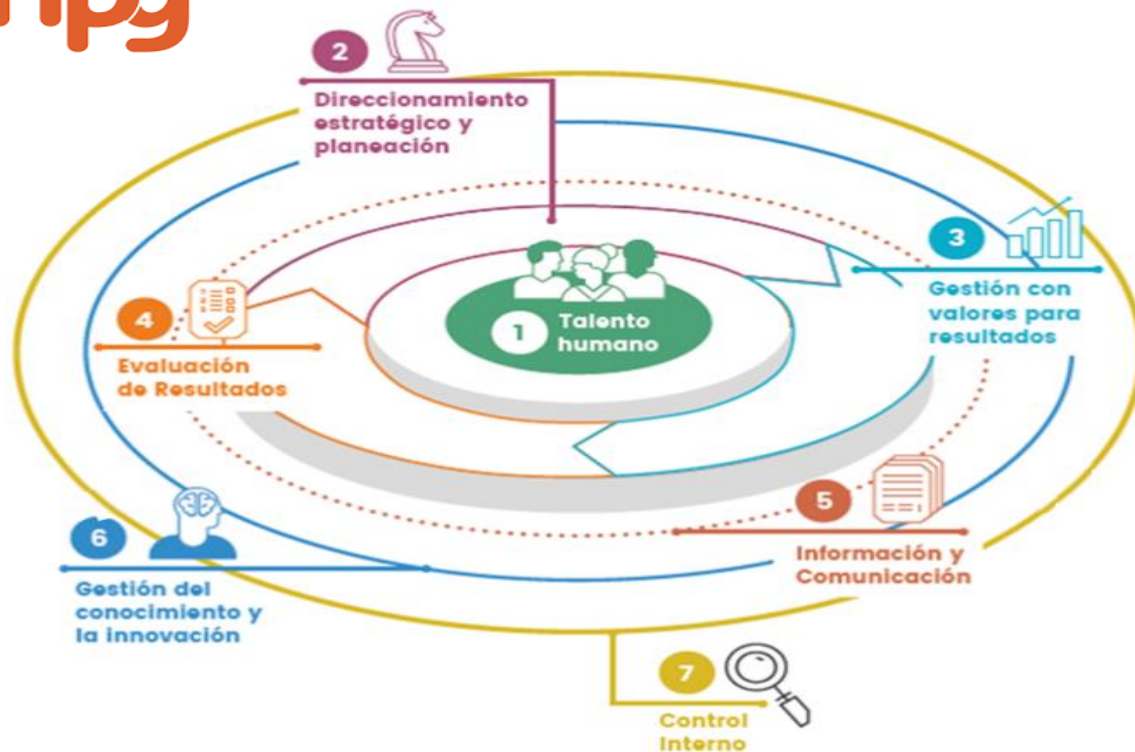 2
Direccionamiento
estratégico y
planeación
3
Gestión con
valores para
resultados
1
Talento
humano
4
Evaluación
de Resultados
5
Información y
Comunicación
6
Gestión del
conocimiento y
la innovación
7
Control
Interno